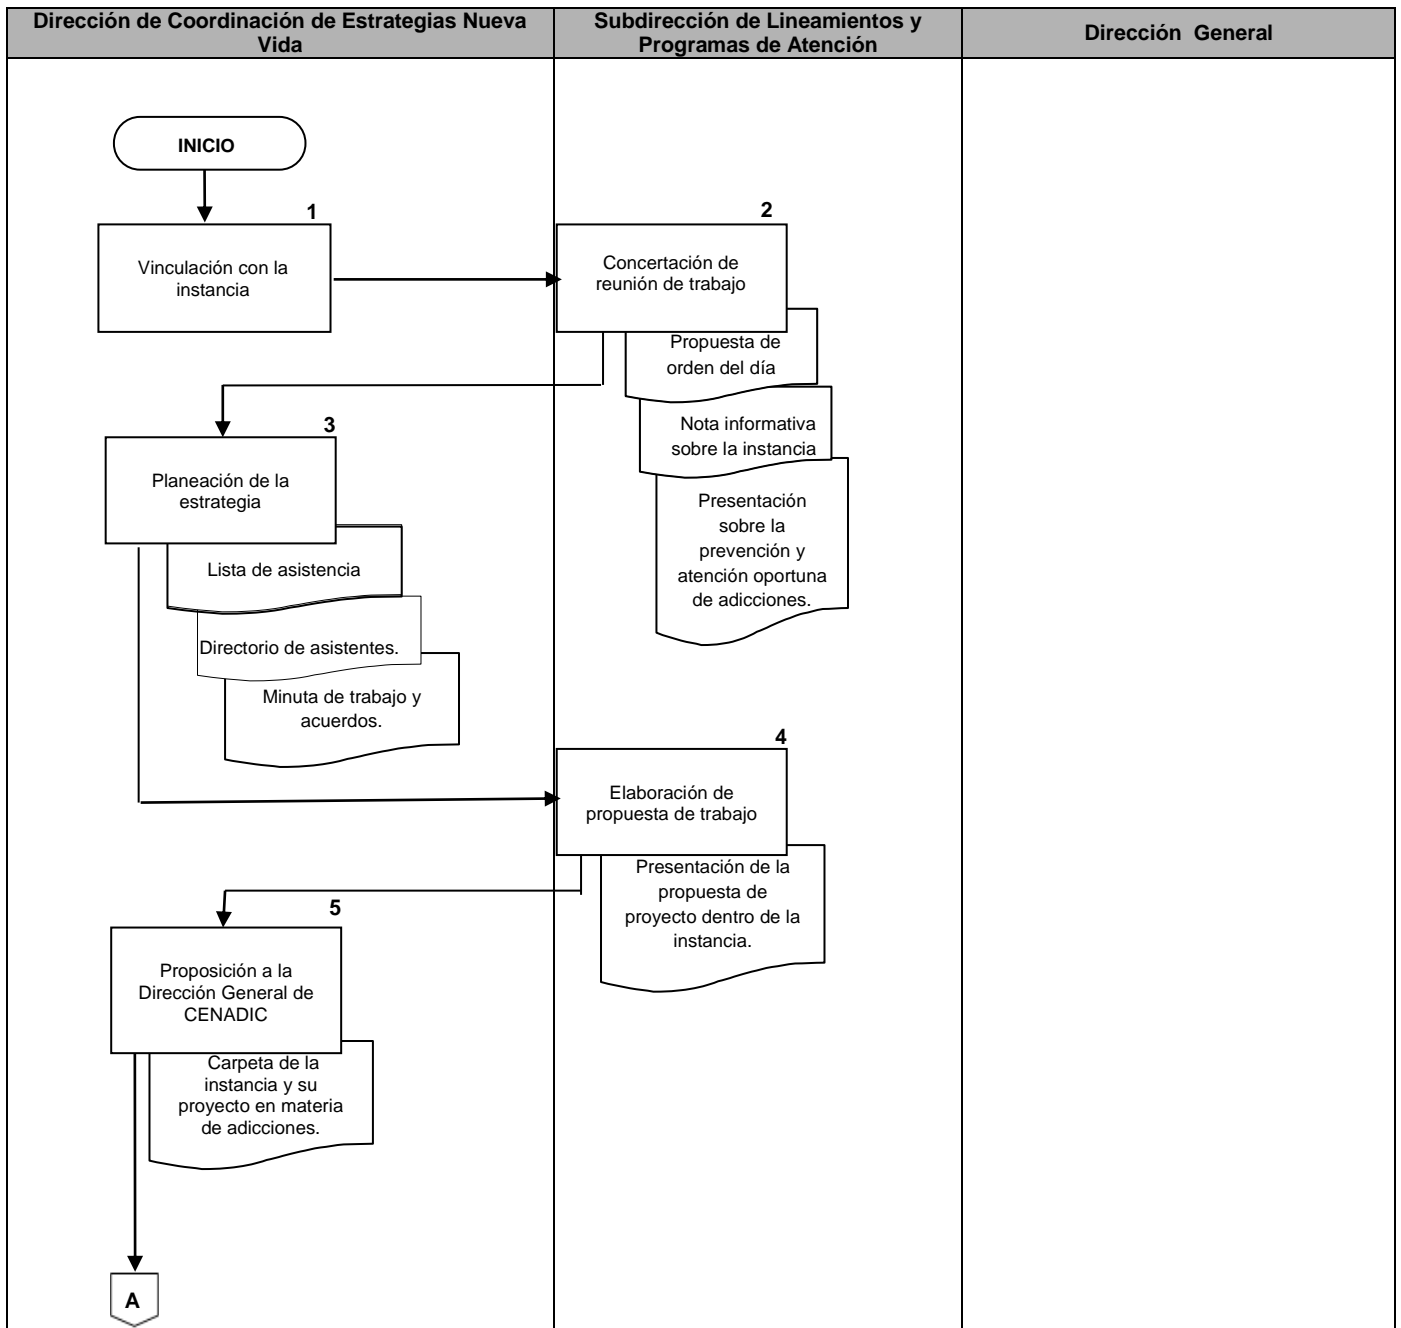 Dirección de Coordinación de Estrategias Nueva
Vida
Subdirección de Lineamientos y
Programas de Atención
Dirección General
INICIO
1
Vinculación con la
instancia
2
Concertación de
reunión de trabajo
Propuesta de
orden del día
Nota informativa
sobre la instancia
Presentación
sobre la
prevención y
atención oportuna
de adicciones.
3
Planeación de la
estrategia
Lista de asistencia
Directorio de asistentes.
Minuta de trabajo y
acuerdos.
4
Elaboración de
propuesta de trabajo
Presentación de la
propuesta de
proyecto dentro de la
instancia.
5
Proposición a la
Dirección General de
CENADIC
Carpeta de la
instancia y su
proyecto en materia
de adicciones.
A